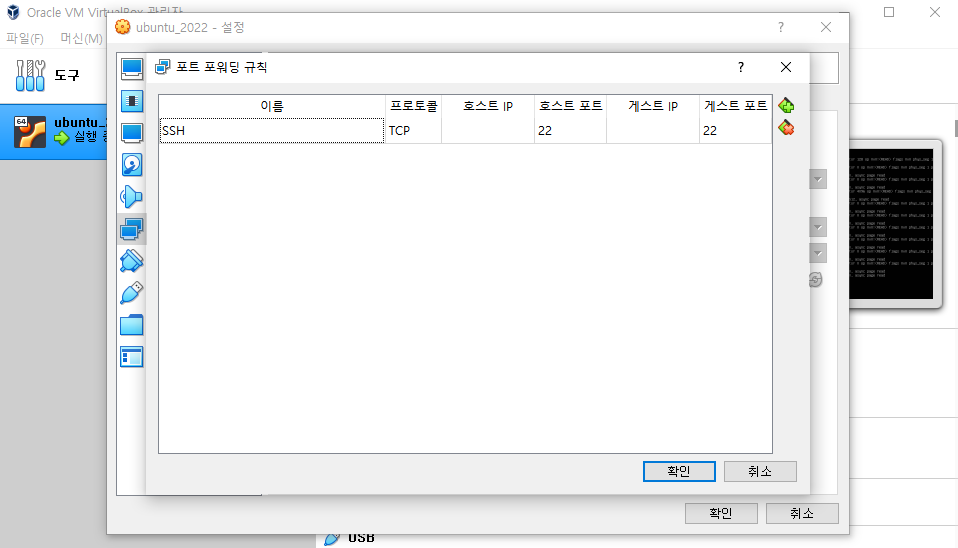 Oracle VM VirtualBox 관리자
ubuntu_2022 - 설정
파일(F) 머신(M)
도구
포트 포워딩 규칙
이름 프로토콜 호스트 IP 호스트 포트 게스트 IP 게스트 포트
SSH TCP 22 22
64
ubuntu_2
실행 중
확인 취소
확인 취소
USB